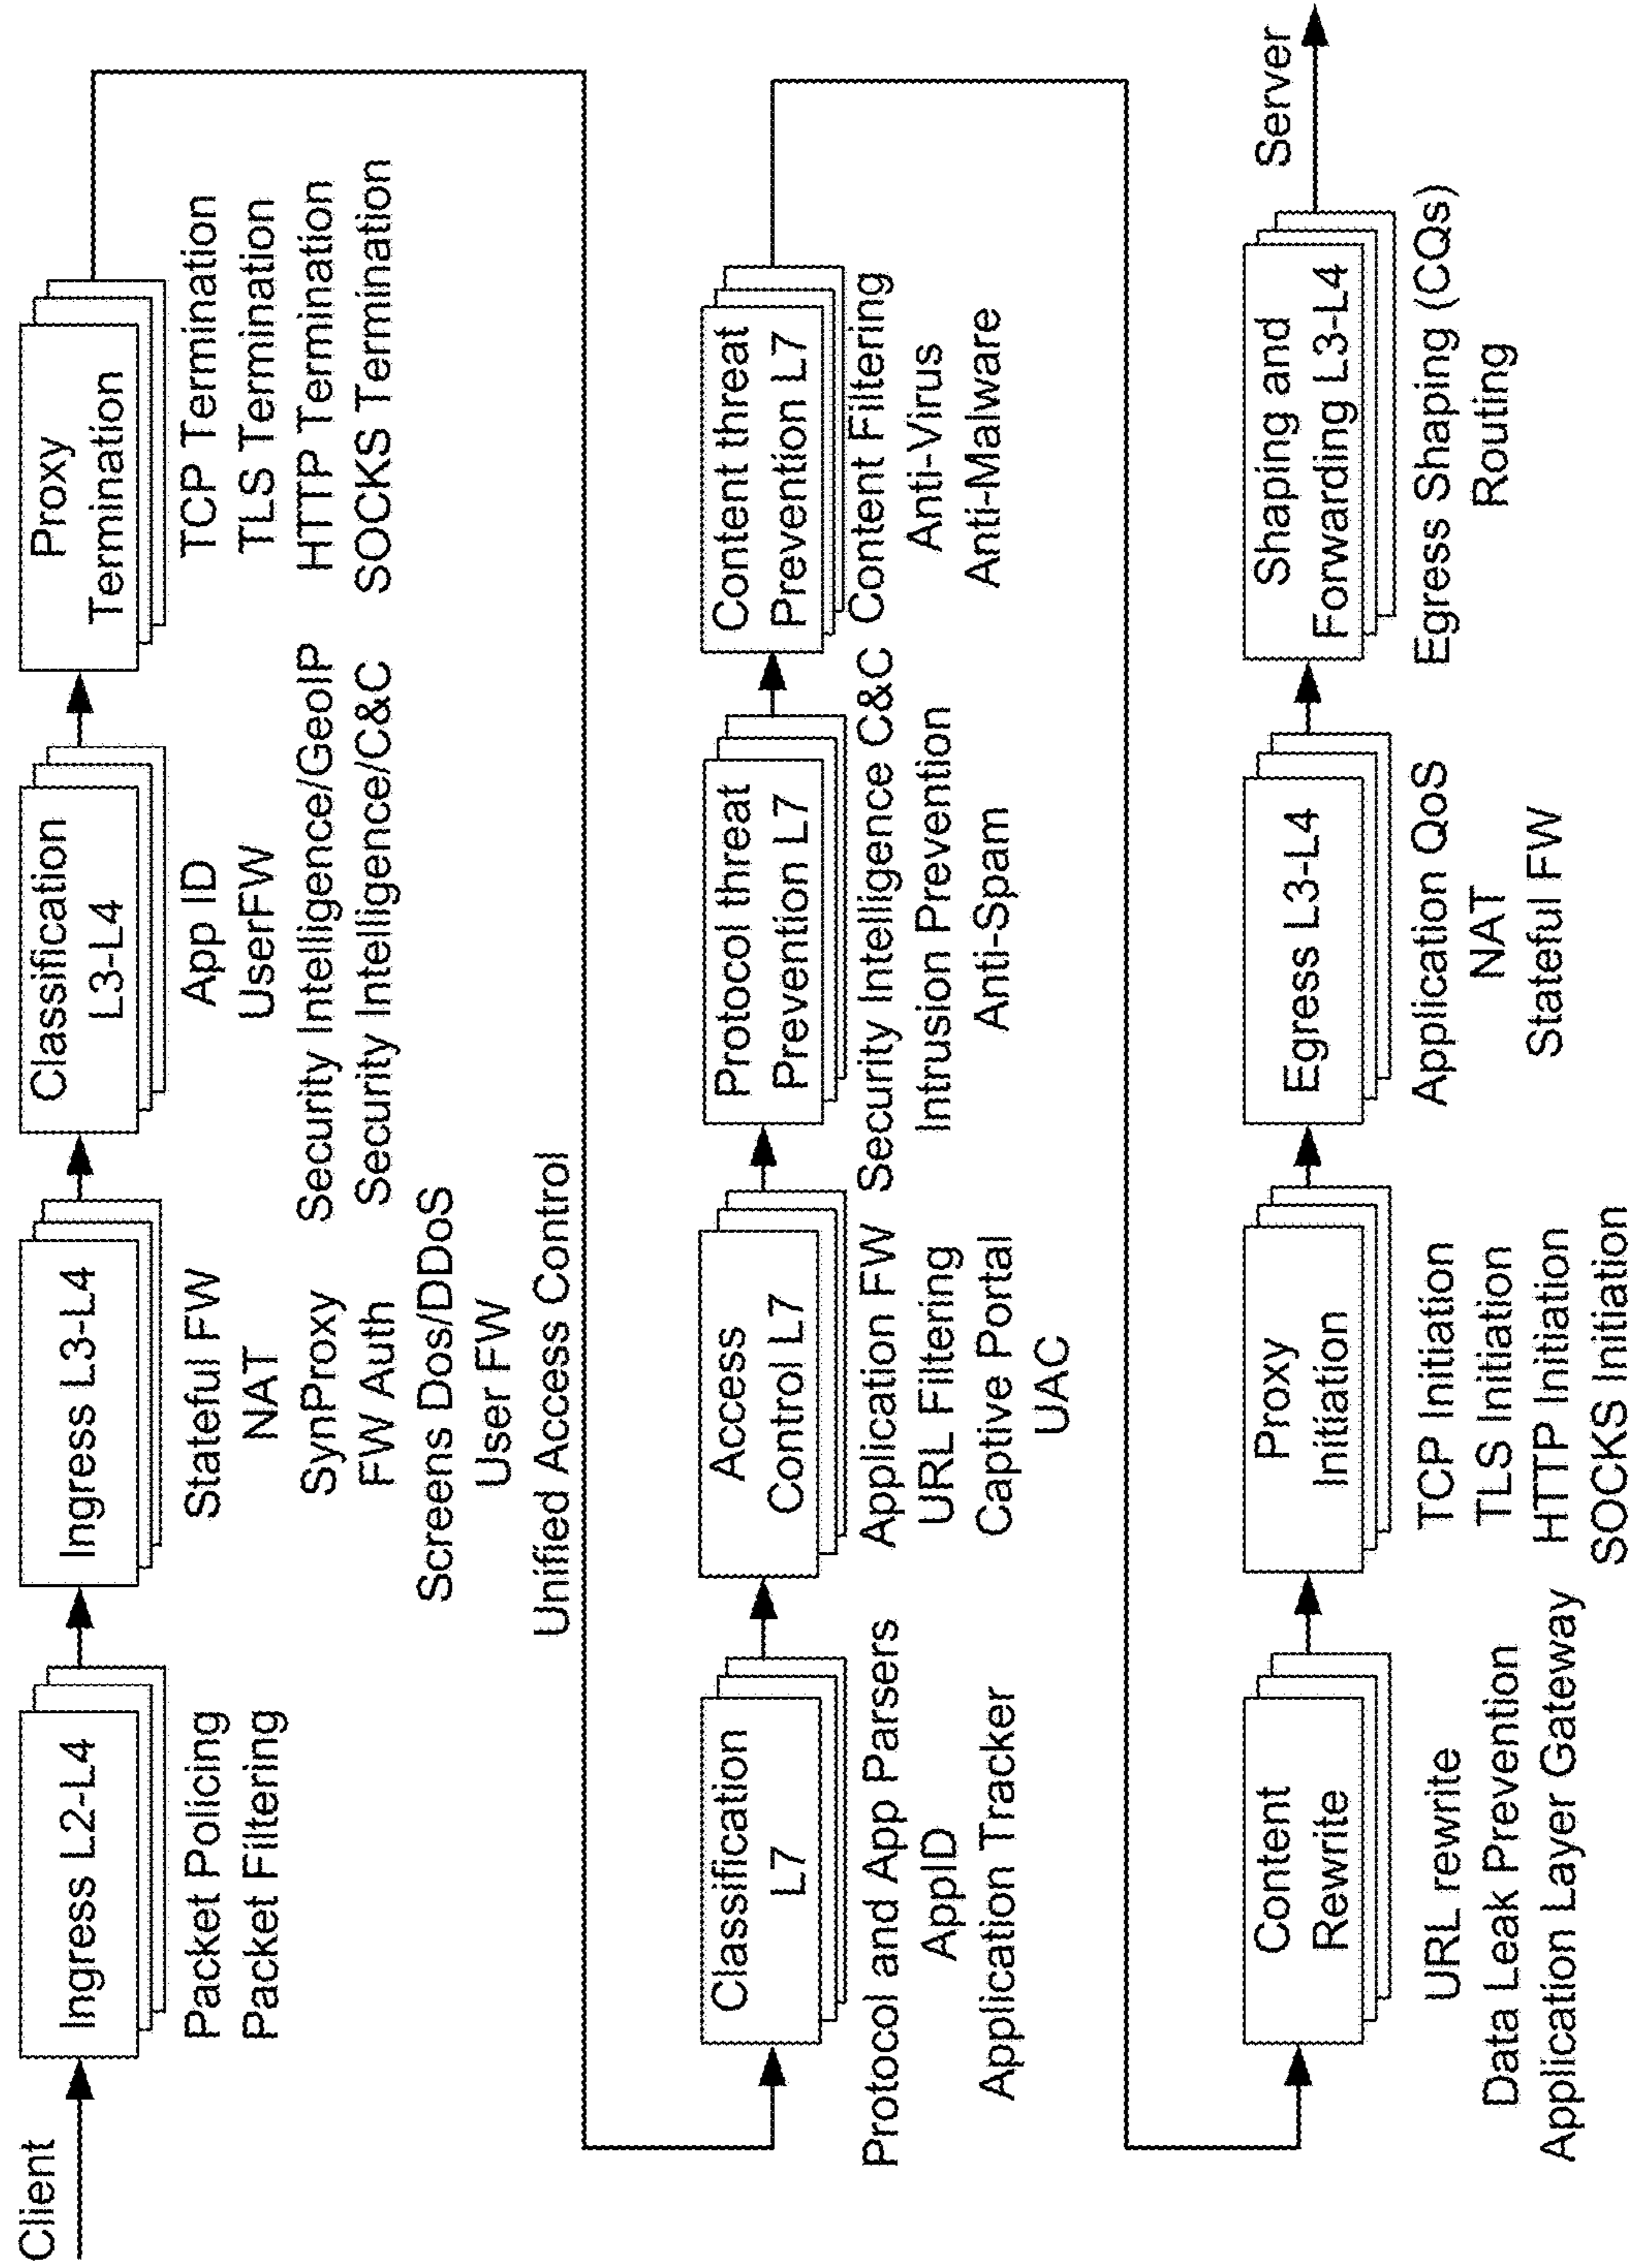 Client
Ingress L2-L4
Packet Policing
Packet Filtering
Ingress L3-L4
Stateful FW
NAT
SynProxy
FW Auth
Screens Dos/DDoS
User FW
Unified Access Control
Classification
L3-L4
App ID
UserFW
Security Intelligence/GeoIP
Security Intelligence/C&C
Proxy
Termination
TCP Termination
TLS Termination
HTTP Termination
SOCKS Termination
Classification
L7
Protocol and App Parsers
AppID
Application Tracker
Access
Control L7
Application FW
URL Filtering
Captive Portal
UAC
Protocol threat
Prevention L7
Security Intelligence C&C
Intrusion Prevention
Anti-Spam
Content threat
Prevention L7
Content Filtering
Anti-Virus
Anti-Malware
Content
Rewrite
URL rewrite
Data Leak Prevention
Application Layer Gateway
Proxy
Initiation
TCP Initiation
TLS Initiation
HTTP Initiation
SOCKS Initiation
Egress L3-L4
Application QoS
NAT
Stateful FW
Shaping and
Forwarding L3-L4
Egress Shaping (CQs)
Routing
Server